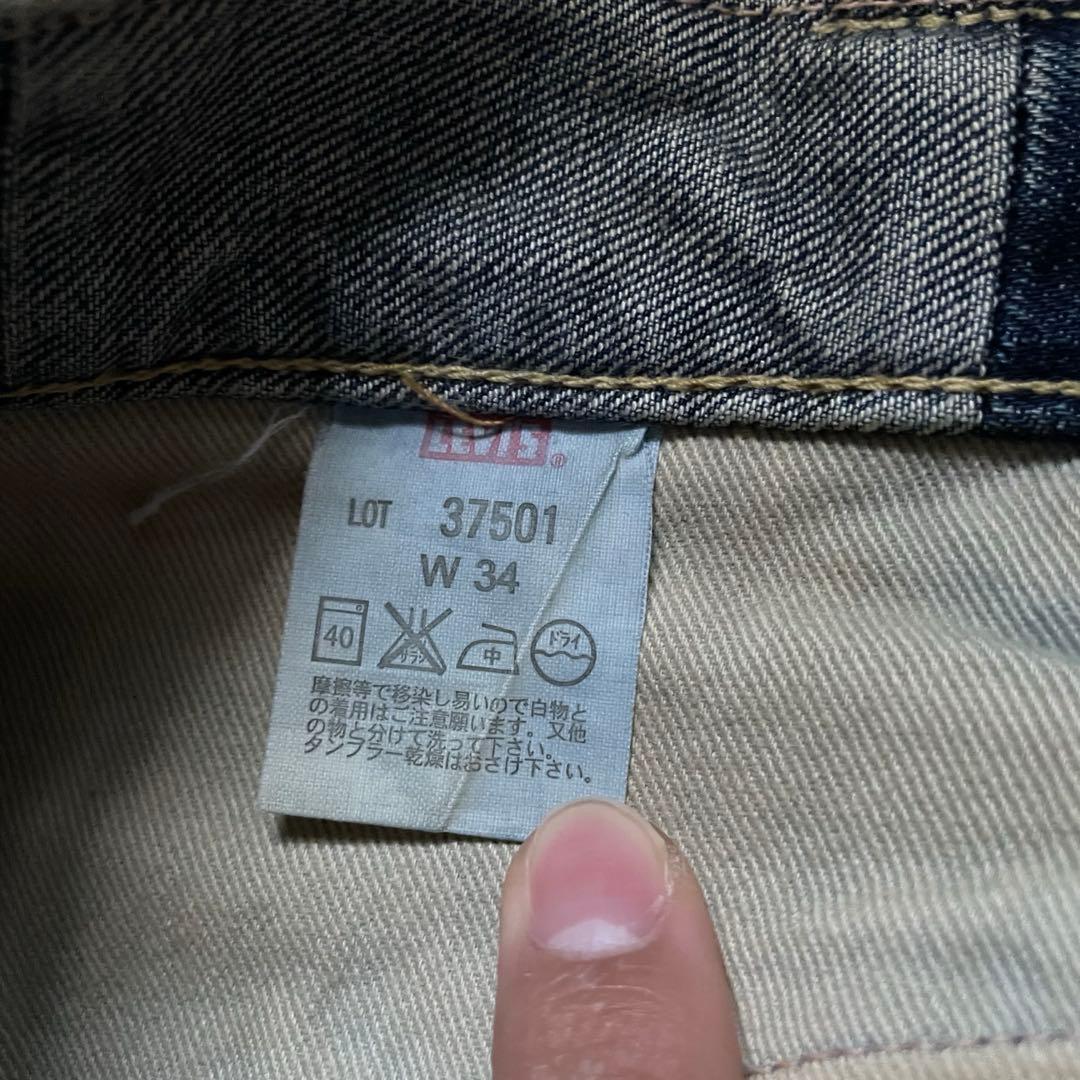 LEVI'S®
LOT 37501
W 34
40 中 ドライ
摩擦等で移染し易いので白物と
の着用はご注意願います。又他
の物と分けて洗って下さい。
タンブラー乾燥はおさけ下さい。